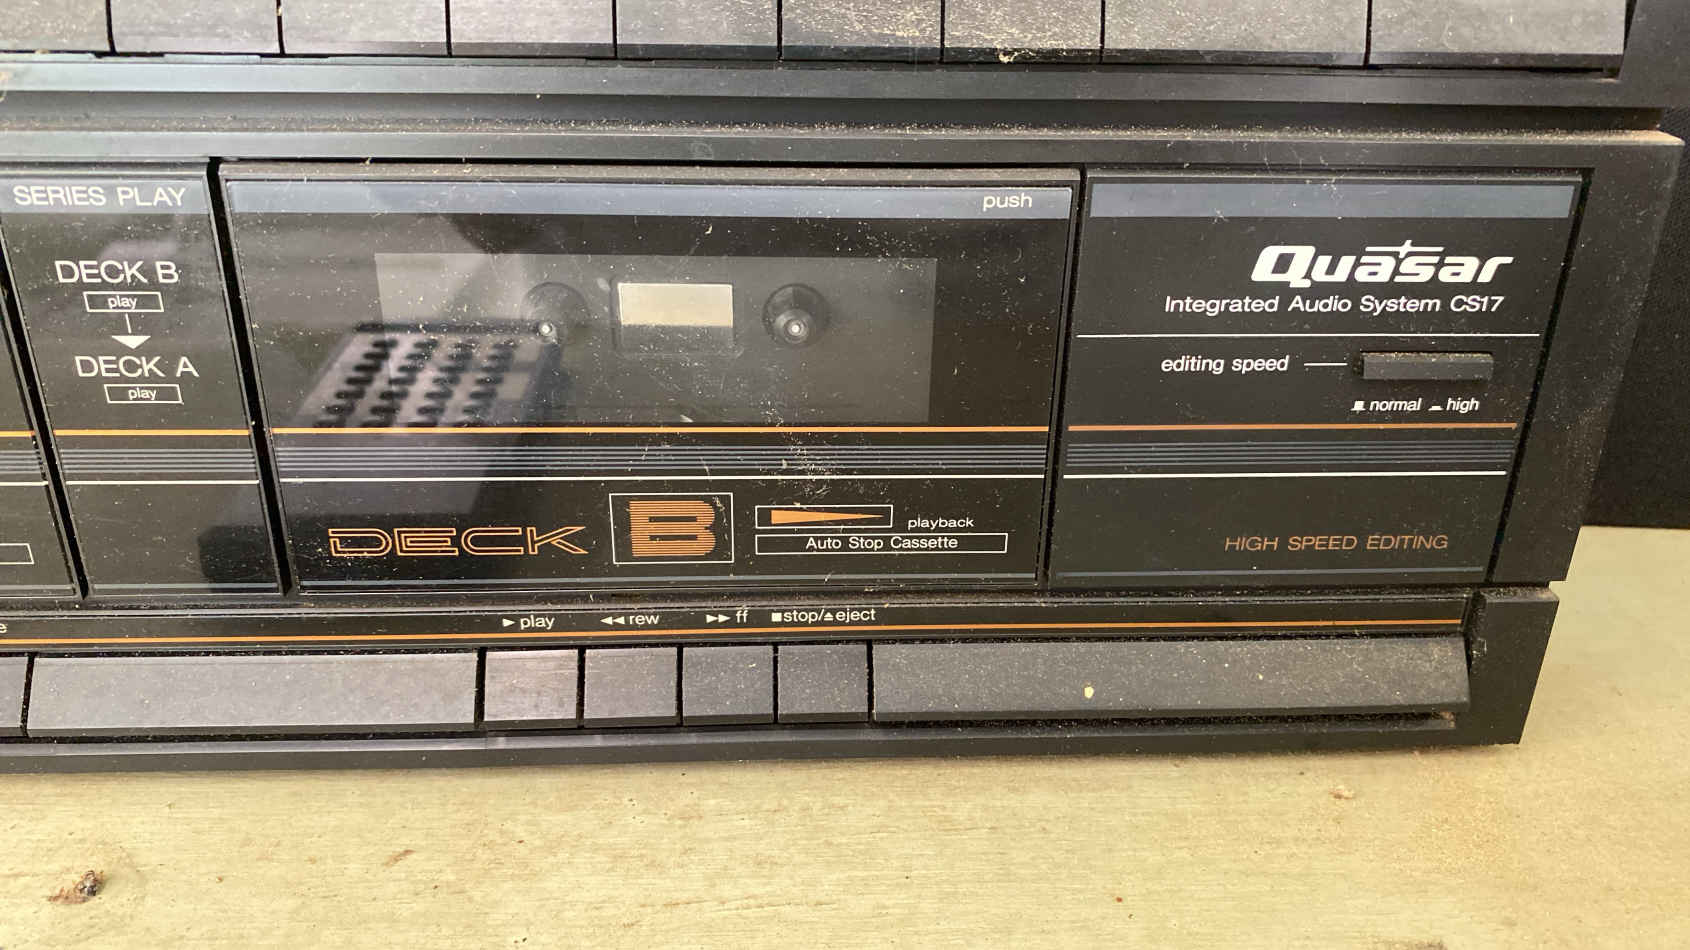 SERIES PLAY
DECK B
play
DECK A
play
push
DECK B
playback
Auto Stop Cassette
Quasar
Integrated Audio System CS17
editing speed
normal high
HIGH SPEED EDITING
play rew ff stop/eject